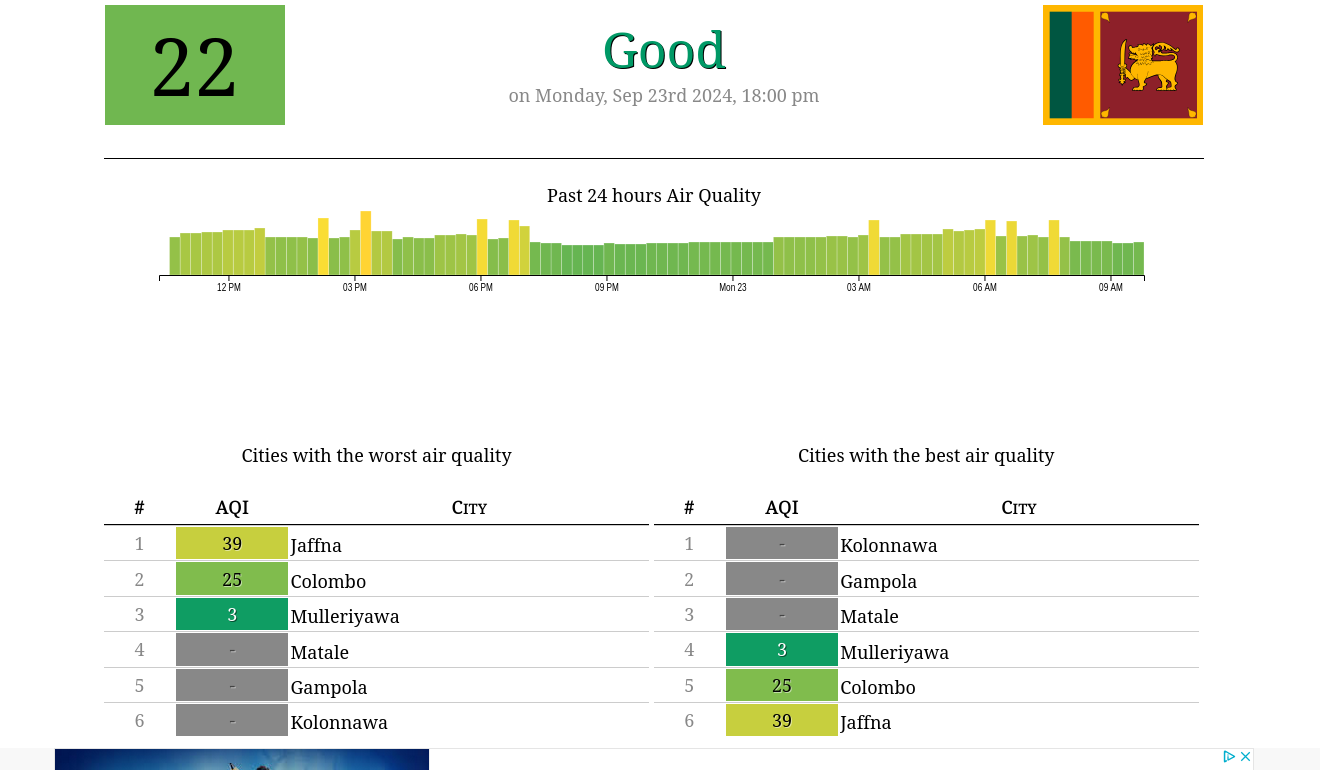 22
Good
on Monday, Sep 23rd 2024, 18:00 pm
Past 24 hours Air Quality
12 PM 03 PM 06 PM 09 PM Mon 23 03 AM 06 AM 09 AM
Cities with the worst air quality
# AQI City
1 39 Jaffna
2 25 Colombo
3 3 Mulleriyawa
4 - Matale
5 - Gampola
6 - Kolonnawa
Cities with the best air quality
# AQI City
1 - Kolonnawa
2 - Gampola
3 - Matale
4 3 Mulleriyawa
5 25 Colombo
6 39 Jaffna